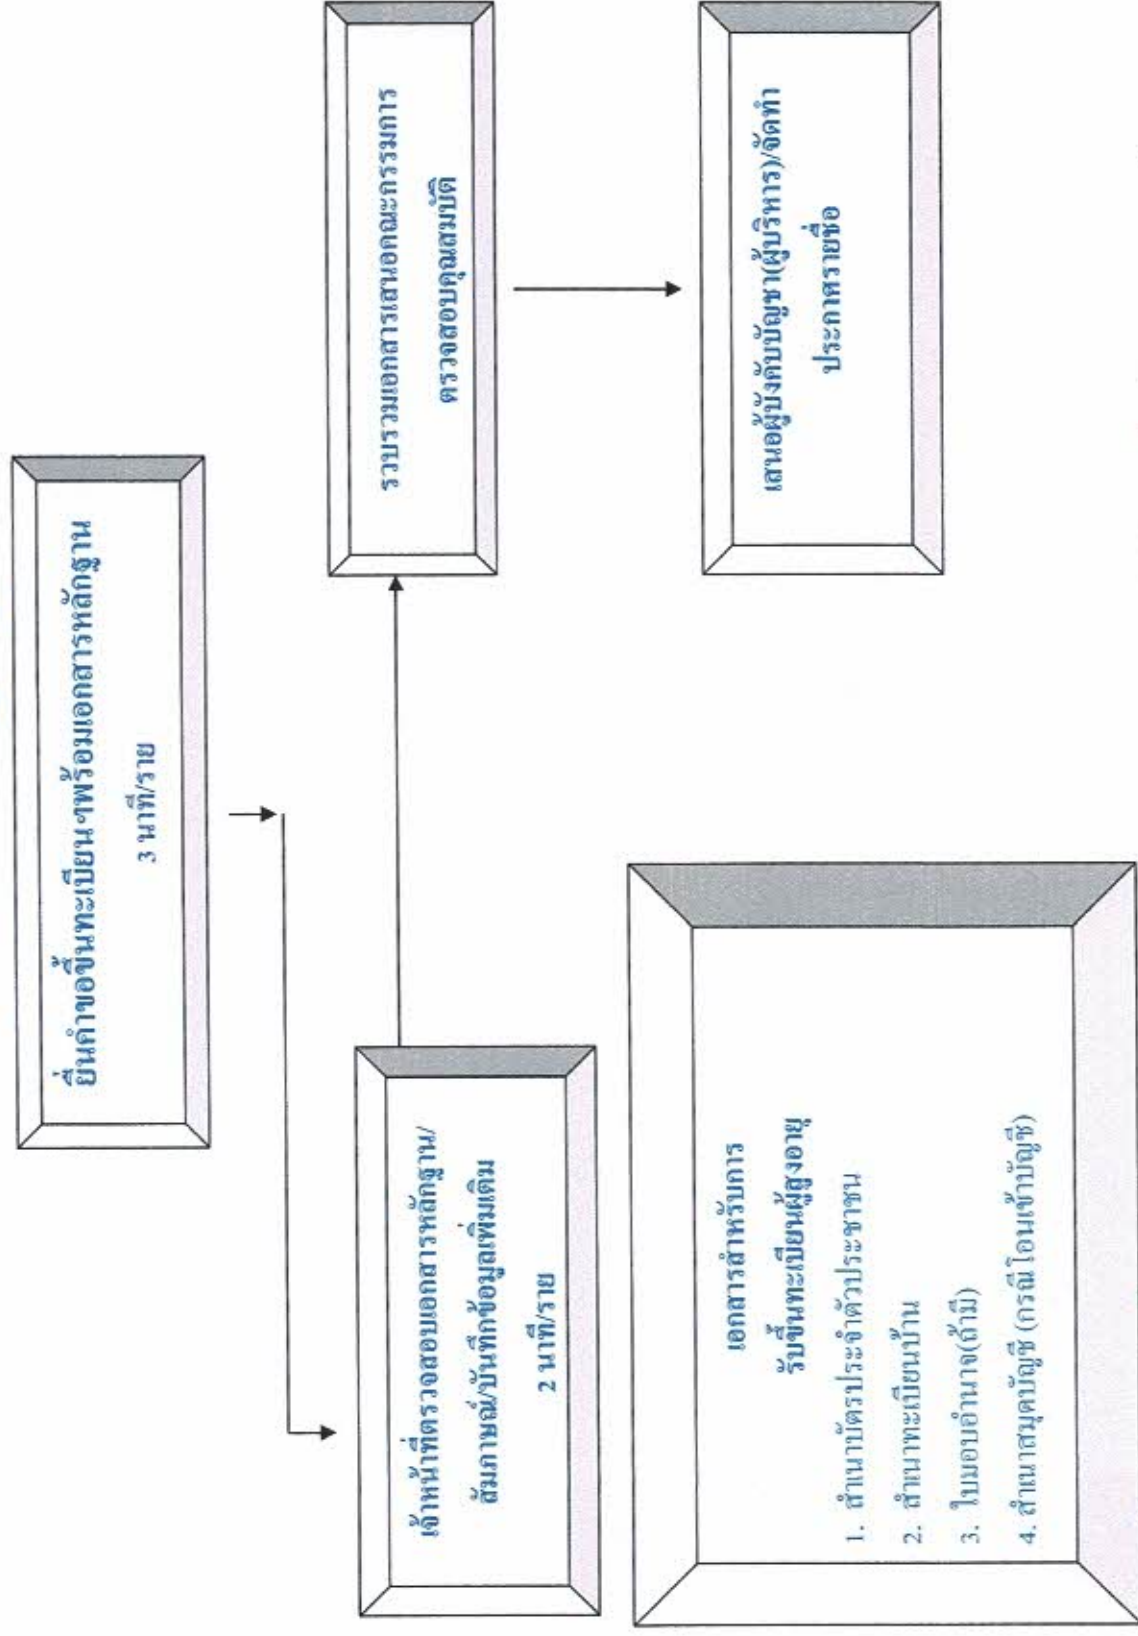 ยื่นคำขอขึ้นทะเบียนฯพร้อมเอกสารหลักฐาน
3 นาที/ราย
เจ้าหน้าที่ตรวจสอบเอกสารหลักฐาน/
สัมภาษณ์/บันทึกข้อมูลเพิ่มเติม
2 นาที/ราย
รวบรวมเอกสารเสนอคณะกรรมการ
ตรวจสอบคุณสมบัติ
เสนอผู้บังคับบัญชา(ผู้บริหาร)/จัดทำ
ประกาศรายชื่อ
เอกสารสำหรับการ
รับขึ้นทะเบียนผู้สูงอายุ
1. สำเนาบัตรประจำตัวประชาชน
2. สำเนาทะเบียนบ้าน
3. ใบมอบอำนาจ(ถ้ามี)
4. สำเนาสมุดบัญชี (กรณีโอนเข้าบัญชี)